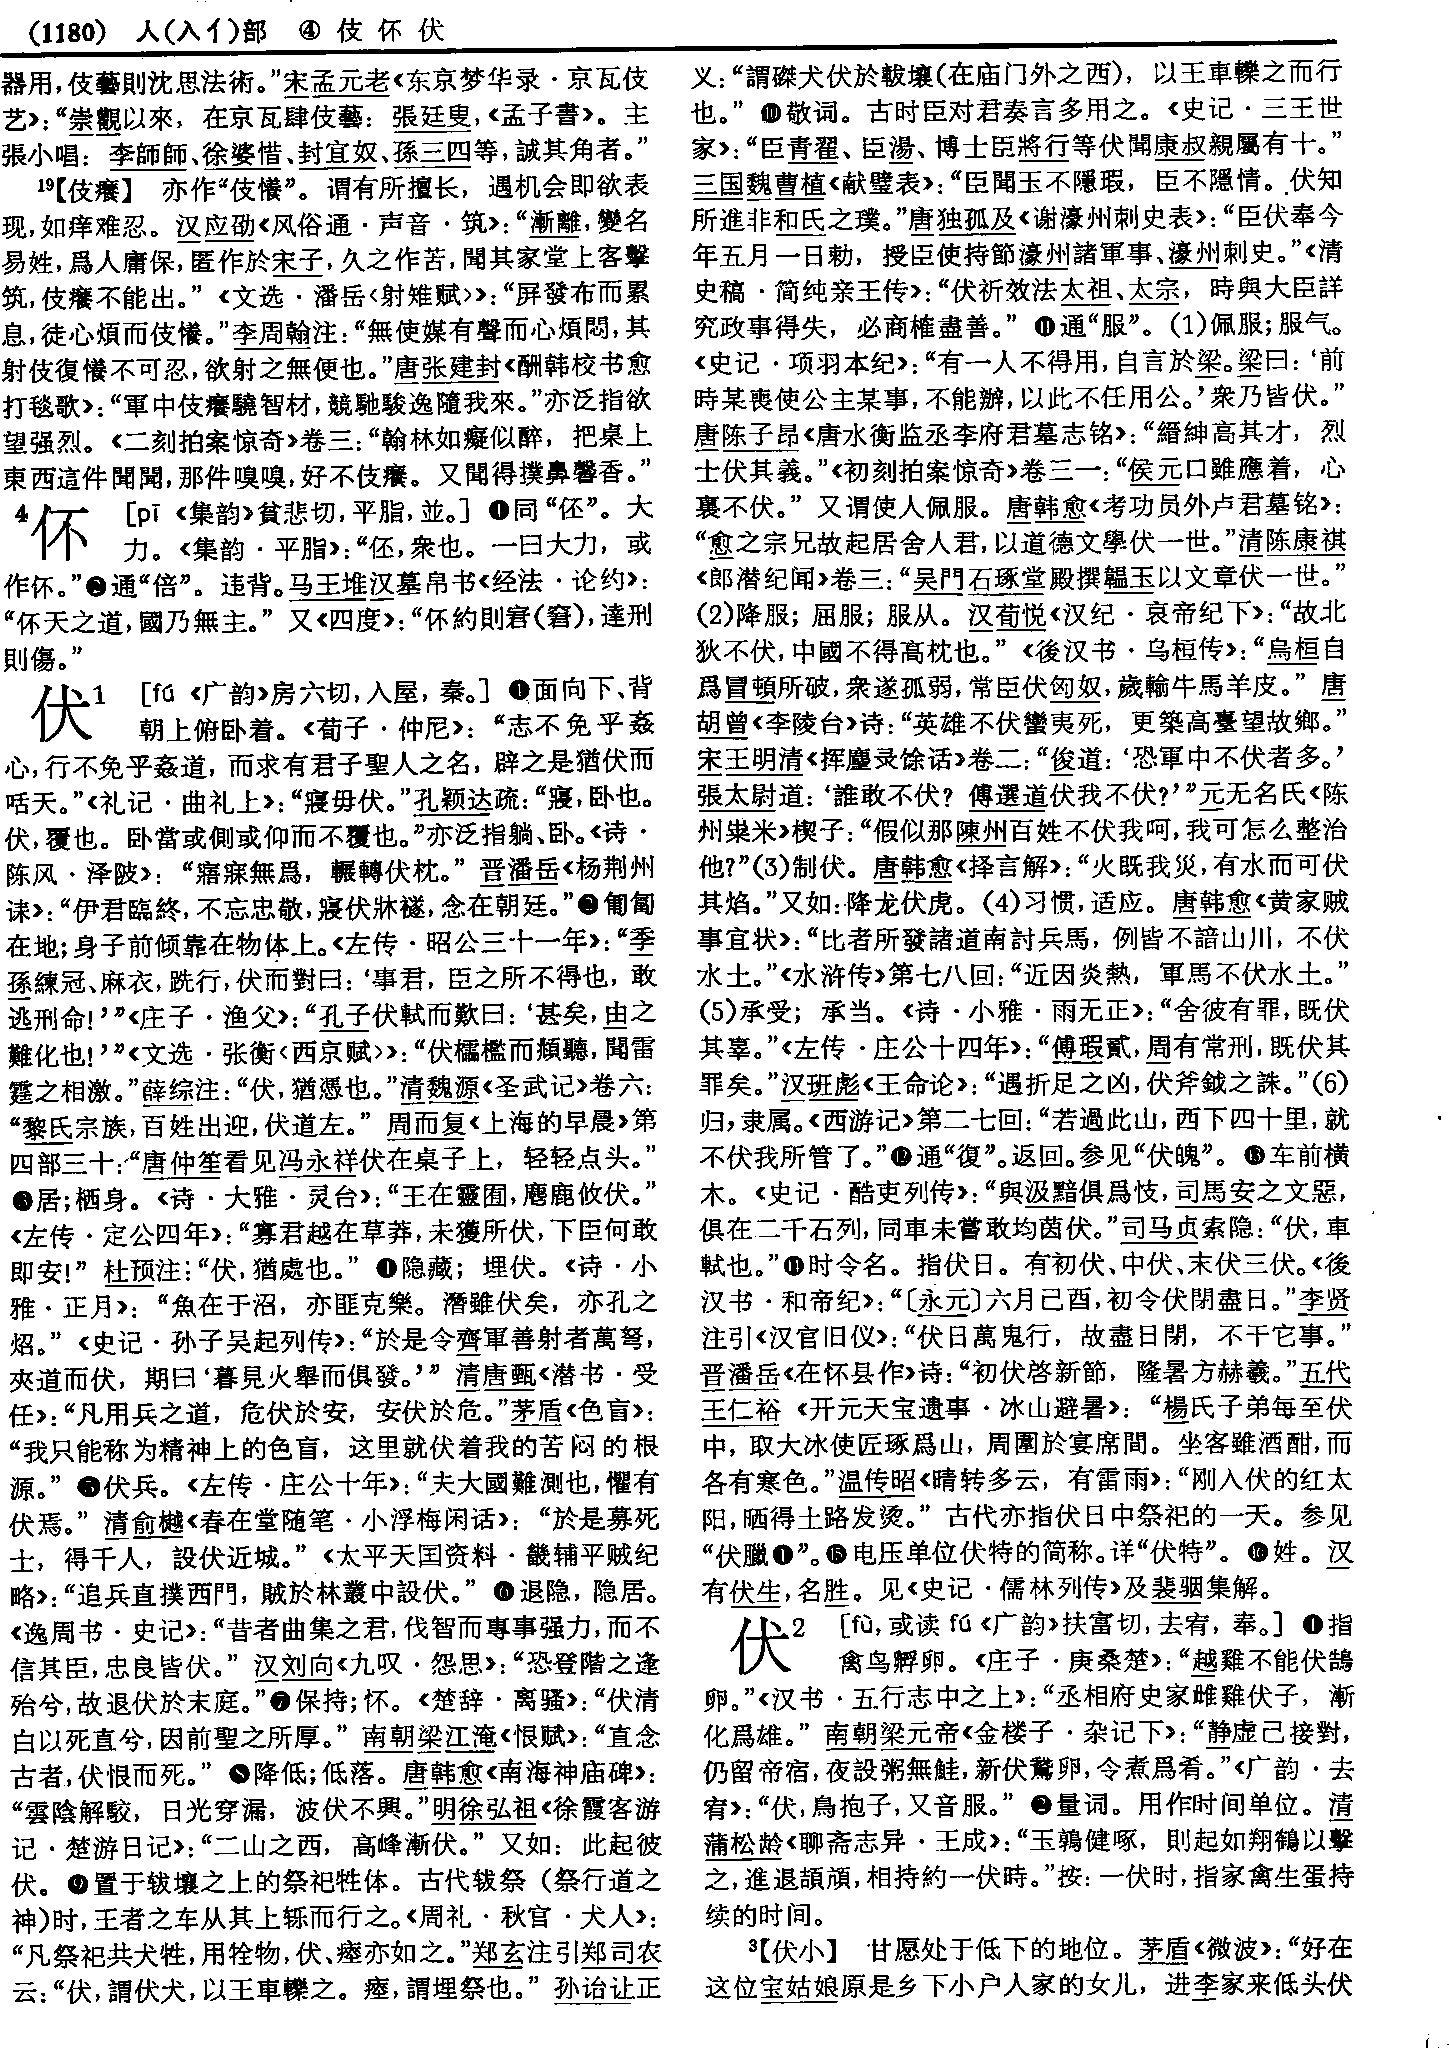 (1180) 人(入亻)部 ④ 伎 伓 伏
器用，伎藝則沈思法術。”宋孟元老《东京梦华录·京瓦伎
艺》：“崇觀以來，在京瓦肆伎藝：張廷叟，《孟子書》。主
張小唱：李師師、徐婆惜、封宜奴、孫三四等，誠其角者。”
19【伎癢】 亦作“伎懩”。谓有所擅长，遇机会即欲表
现，如痒难忍。汉应劭《风俗通·声音·筑》：“漸離，變名
易姓，爲人庸保，匿作於宋子，久之作苦，聞其家堂上客擊
筑，伎癢不能出。”《文选·潘岳〈射雉赋〉》：“屏發布而累
息，徒心煩而伎懩。”李周翰注：“無使媒有聲而心煩悶，其
射伎復懩不可忍，欲射之無便也。”唐张建封《酬韩校书愈
打毬歌》：“軍中伎癢驍智材，競馳駿逸隨我來。”亦泛指欲
望强烈。《二刻拍案惊奇》卷三：“翰林如癡似醉，把桌上
東西這件聞聞，那件嗅嗅，好不伎癢。又聞得撲鼻馨香。”
4伓 [pī 《集韵》貧悲切，平脂，並。] ❶同“伾”。大
力。《集韵·平脂》：“伾，衆也。一曰大力，或
作伓。”❷通“倍”。违背。马王堆汉墓帛书《经法·论约》：
“伓天之道，國乃無主。”又《四度》：“伓約則窘(窘)，達刑
則傷。”
伏1 [fú 《广韵》房六切，入屋，奉。] ❶面向下、背
朝上俯卧着。《荀子·仲尼》：“志不免乎姦
心，行不免乎姦道，而求有君子聖人之名，辟之是猶伏而
咶天。”《礼记·曲礼上》：“寢毋伏。”孔颖达疏：“寢，卧也。
伏，覆也。卧當或側或仰而不覆也。”亦泛指躺、卧。《诗·
陈风·泽陂》：“寤寐無爲，輾轉伏枕。”晋潘岳《杨荆州
诔》：“伊君臨終，不忘忠敬，寢伏牀襚，念在朝廷。”❷匍匐
在地；身子前倾靠在物体上。《左传·昭公三十一年》：“季
孫練冠、麻衣，跣行，伏而對曰：‘事君，臣之所不得也，敢
逃刑命！’”《庄子·渔父》：“孔子伏軾而歎曰：‘甚矣，由之
難化也！’”《文选·张衡〈西京赋〉》：“伏櫺檻而頫聽，聞雷
霆之相激。”薛综注：“伏，猶憑也。”清魏源《圣武记》卷六：
“黎氏宗族，百姓出迎，伏道左。”周而复《上海的早晨》第
四部三十：“唐仲笙看见冯永祥伏在桌子上，轻轻点头。”
❸居；栖身。《诗·大雅·灵台》：“王在靈囿，麀鹿攸伏。”
《左传·定公四年》：“寡君越在草莽，未獲所伏，下臣何敢
即安！”杜预注：“伏，猶處也。”❹隐藏；埋伏。《诗·小
雅·正月》：“魚在于沼，亦匪克樂。潛雖伏矣，亦孔之
炤。”《史记·孙子吴起列传》：“於是令齊軍善射者萬弩，
夾道而伏，期曰‘暮見火舉而俱發。’”清唐甄《潜书·受
任》：“凡用兵之道，危伏於安，安伏於危。”茅盾《色盲》：
“我只能称为精神上的色盲，这里就伏着我的苦闷的根
源。”❺伏兵。《左传·庄公十年》：“夫大國難測也，懼有
伏焉。”清俞樾《春在堂随笔·小浮梅闲话》：“於是募死
士，得千人，設伏近城。”《太平天囯资料·畿辅平贼纪
略》：“追兵直撲西門，賊於林叢中設伏。”❻退隐，隐居。
《逸周书·史记》：“昔者曲集之君，伐智而專事强力，而不
信其臣，忠良皆伏。”汉刘向《九叹·怨思》：“恐登階之逢
殆兮，故退伏於末庭。”❼保持；怀。《楚辞·离骚》：“伏清
白以死直兮，因前聖之所厚。”南朝梁江淹《恨赋》：“直念
古者，伏恨而死。”❽降低；低落。唐韩愈《南海神庙碑》：
“雲陰解駮，日光穿漏，波伏不興。”明徐弘祖《徐霞客游
记·楚游日记》：“二山之西，高峰漸伏。”又如：此起彼
伏。❾置于軷壤之上的祭祀牲体。古代軷祭（祭行道之
神)时，王者之车从其上轹而行之。《周礼·秋官·犬人》：
“凡祭祀共犬牲，用牷物，伏、瘞亦如之。”郑玄注引郑司农
云：“伏，謂伏犬，以王車轢之。瘞，謂埋祭也。”孙诒让正
义：“謂磔犬伏於軷壤(在庙门外之西)，以王車轢之而行
也。”❿敬词。古时臣对君奏言多用之。《史记·三王世
家》：“臣青翟、臣湯、博士臣將行等伏聞康叔親屬有十。”
三国魏曹植《献璧表》：“臣聞玉不隱瑕，臣不隱情。伏知
所進非和氏之璞。”唐独孤及《谢濠州刺史表》：“臣伏奉今
年五月一日勅，授臣使持節濠州諸軍事、濠州刺史。”《清
史稿·简纯亲王传》：“伏祈效法太祖、太宗，時與大臣詳
究政事得失，必商榷盡善。”⓫通“服”。(1)佩服；服气。
《史记·项羽本纪》：“有一人不得用，自言於梁。梁曰：‘前
時某喪使公主某事，不能辦，以此不任用公。’衆乃皆伏。”
唐陈子昂《唐水衡监丞李府君墓志铭》：“縉紳高其才，烈
士伏其義。”《初刻拍案惊奇》卷三一：“侯元口雖應着，心
裏不伏。”又谓使人佩服。唐韩愈《考功员外卢君墓铭》：
“愈之宗兄故起居舍人君，以道德文學伏一世。”清陈康祺
《郎潜纪闻》卷三：“吴門石琢堂殿撰韞玉以文章伏一世。”
(2)降服；屈服；服从。汉荀悦《汉纪·哀帝纪下》：“故北
狄不伏，中國不得高枕也。”《後汉书·乌桓传》：“烏桓自
爲冒頓所破，衆遂孤弱，常臣伏匈奴，歲輸牛馬羊皮。”唐
胡曾《李陵台》诗：“英雄不伏蠻夷死，更築高臺望故鄉。”
宋王明清《挥麈录馀话》卷二：“俊道：‘恐軍中不伏者多。’
張太尉道：‘誰敢不伏？傅選道伏我不伏？’”元无名氏《陈
州粜米》楔子：“假似那陳州百姓不伏我呵，我可怎么整治
他？”(3)制伏。唐韩愈《择言解》：“火既我災，有水而可伏
其焰。”又如：降龙伏虎。(4)习惯，适应。唐韩愈《黄家贼
事宜状》：“比者所發諸道南討兵馬，例皆不諳山川，不伏
水土。”《水浒传》第七八回：“近因炎熱，軍馬不伏水土。”
(5)承受；承当。《诗·小雅·雨无正》：“舍彼有罪，既伏
其辜。”《左传·庄公十四年》：“傅瑕貳，周有常刑，既伏其
罪矣。”汉班彪《王命论》：“遇折足之凶，伏斧鉞之誅。”(6)
归，隶属。《西游记》第二七回：“若過此山，西下四十里，就
不伏我所管了。”⓬通“復”。返回。参见“伏魄”。⓭车前横
木。《史记·酷吏列传》：“與汲黯俱爲忮，司馬安之文惡，
俱在二千石列，同車未嘗敢均茵伏。”司马贞索隐：“伏，車
軾也。”⓮时令名。指伏日。有初伏、中伏、末伏三伏。《後
汉书·和帝纪》：“〔永元〕六月己酉，初令伏閉盡日。”李贤
注引《汉官旧仪》：“伏日萬鬼行，故盡日閉，不干它事。”
晋潘岳《在怀县作》诗：“初伏啓新節，隆暑方赫羲。”五代
王仁裕《开元天宝遗事·冰山避暑》：“楊氏子弟每至伏
中，取大冰使匠琢爲山，周圍於宴席間。坐客雖酒酣，而
各有寒色。”温传昭《晴转多云，有雷雨》：“刚入伏的红太
阳，晒得土路发烫。”古代亦指伏日中祭祀的一天。参见
“伏臘❶”。⓯电压单位伏特的简称。详“伏特”。⓰姓。汉
有伏生，名胜。见《史记·儒林列传》及裴骃集解。
伏2 [fù，或读fú《广韵》扶富切，去宥，奉。] ❶指
禽鸟孵卵。《庄子·庚桑楚》：“越雞不能伏鵠
卵。”《汉书·五行志中之上》：“丞相府史家雌雞伏子，漸
化爲雄。”南朝梁元帝《金楼子·杂记下》：“静虚己接對，
仍留帝宿，夜設粥無鮭，新伏鵞卵，令煮爲肴。”《广韵·去
宥》：“伏，鳥抱子，又音服。”❷量词。用作时间单位。清
蒲松龄《聊斋志异·王成》：“玉鶉健啄，則起如翔鶴以擊
之，進退頡頏，相持約一伏時。”按：一伏时，指家禽生蛋持
续的时间。
3【伏小】 甘愿处于低下的地位。茅盾《微波》：“好在
这位宝姑娘原是乡下小户人家的女儿，进李家来低头伏